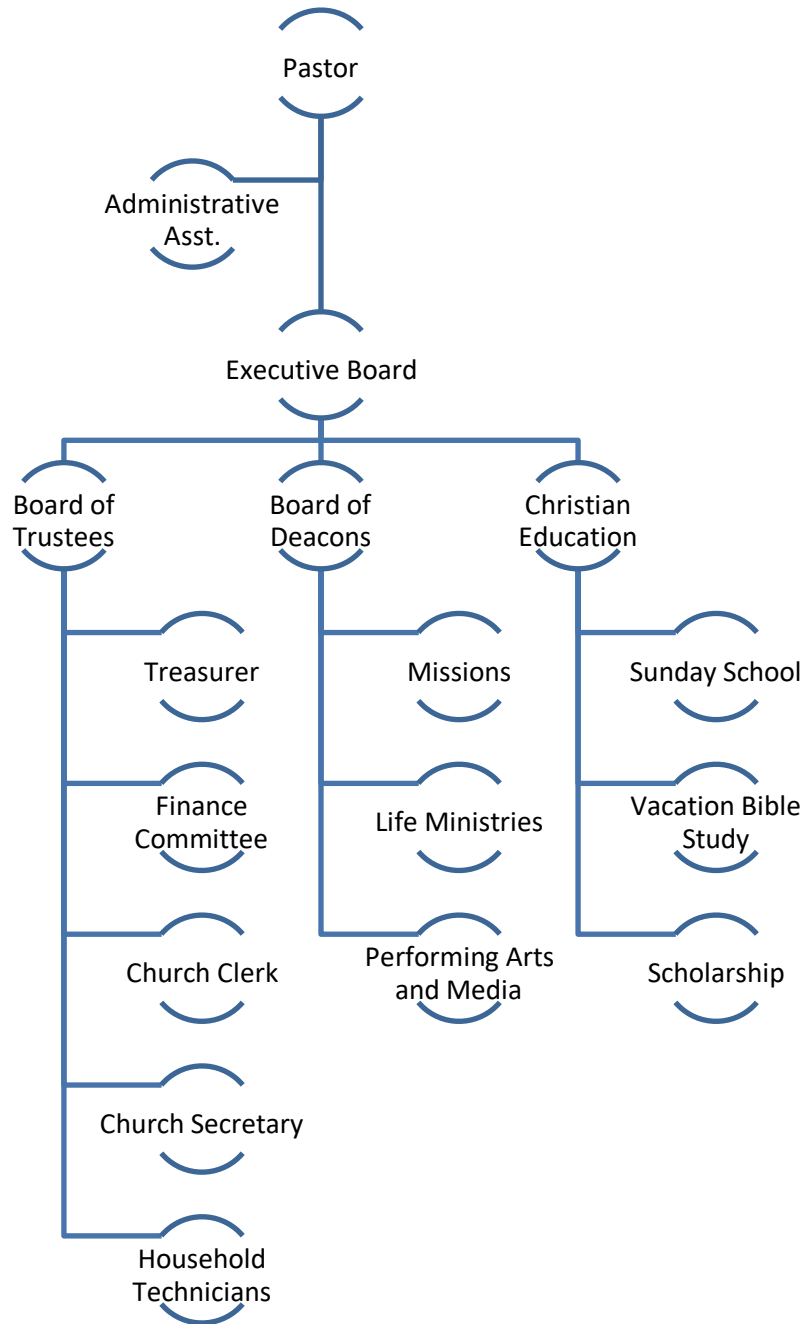 Pastor
Administrative
Asst.
Executive Board
Board of
Trustees
Board of
Deacons
Christian
Education
Treasurer
Missions
Sunday School
Finance
Committee
Life Ministries
Vacation Bible
Study
Church Clerk
Performing Arts
and Media
Scholarship
Church Secretary
Household
Technicians